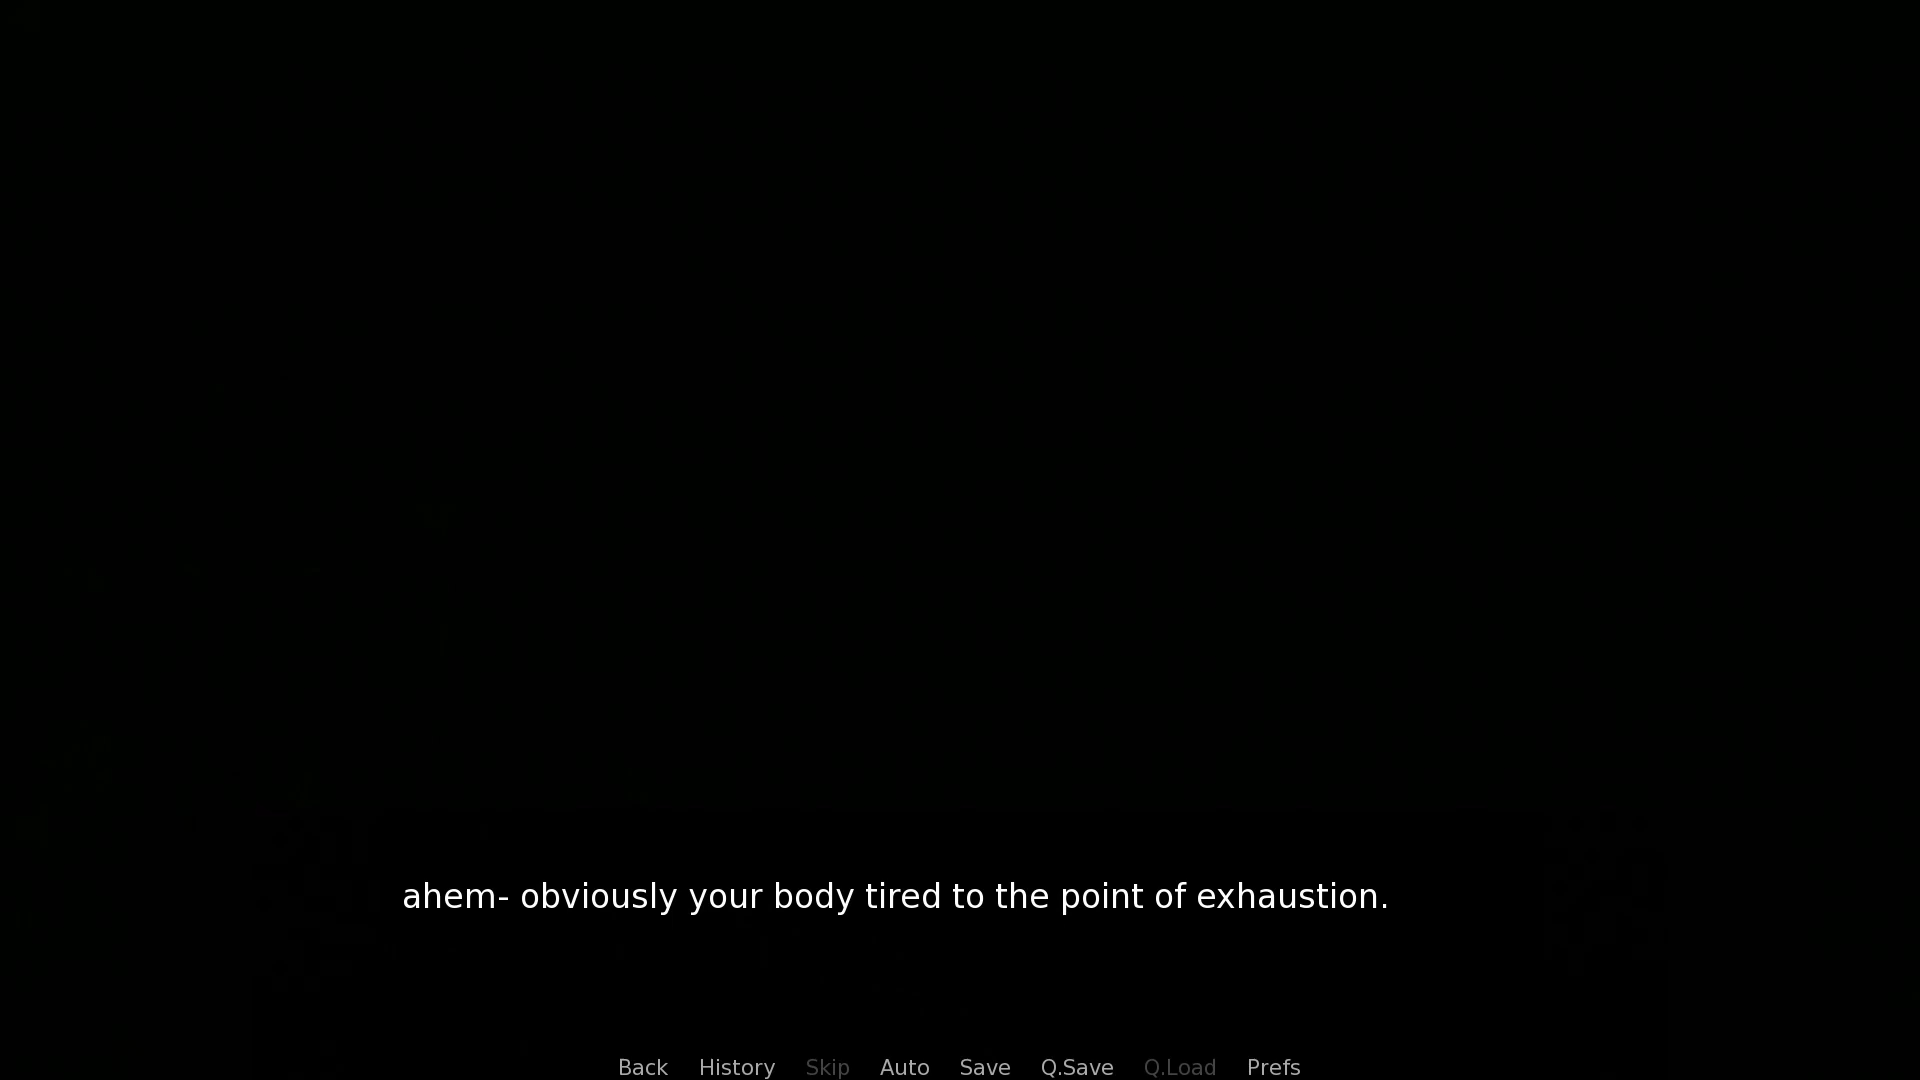 ahem- obviously your body tired to the point of exhaustion.
Back History Skip Auto Save Q.Save Q.Load Prefs